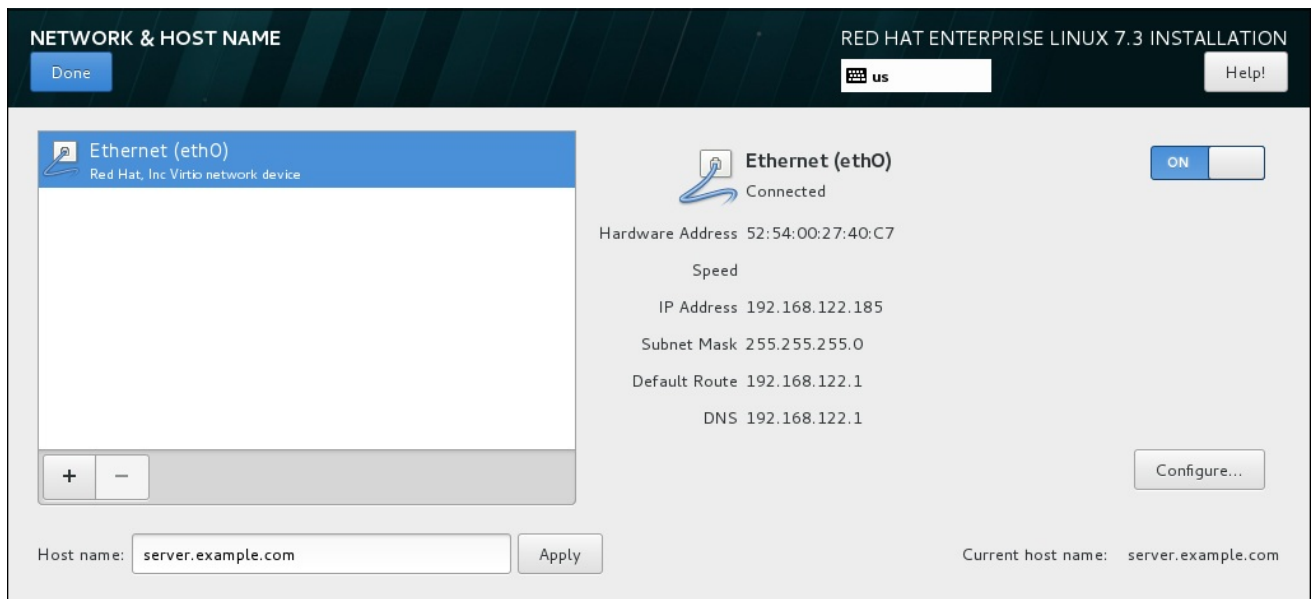 NETWORK & HOST NAME
RED HAT ENTERPRISE LINUX 7.3 INSTALLATION
Done
us
Help!
Ethernet (eth0)
Red Hat, Inc Virtio network device
Ethernet (eth0)
Connected
ON
Hardware Address 52:54:00:27:40:C7
Speed
IP Address 192.168.122.185
Subnet Mask 255.255.255.0
Default Route 192.168.122.1
DNS 192.168.122.1
+ −
Configure...
Host name: server.example.com Apply
Current host name: server.example.com